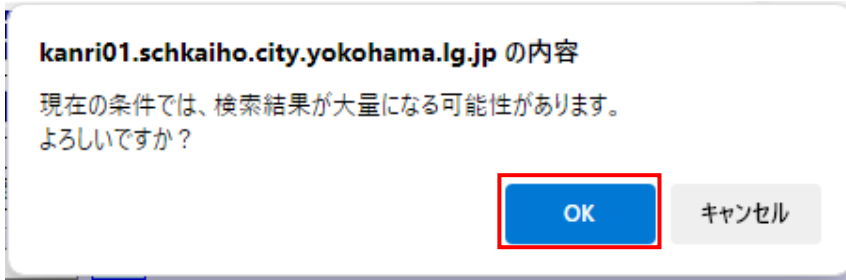 kanri01.schkaiho.city.yokohama.lg.jp の内容
現在の条件では、検索結果が大量になる可能性があります。
よろしいですか？
OK
キャンセル